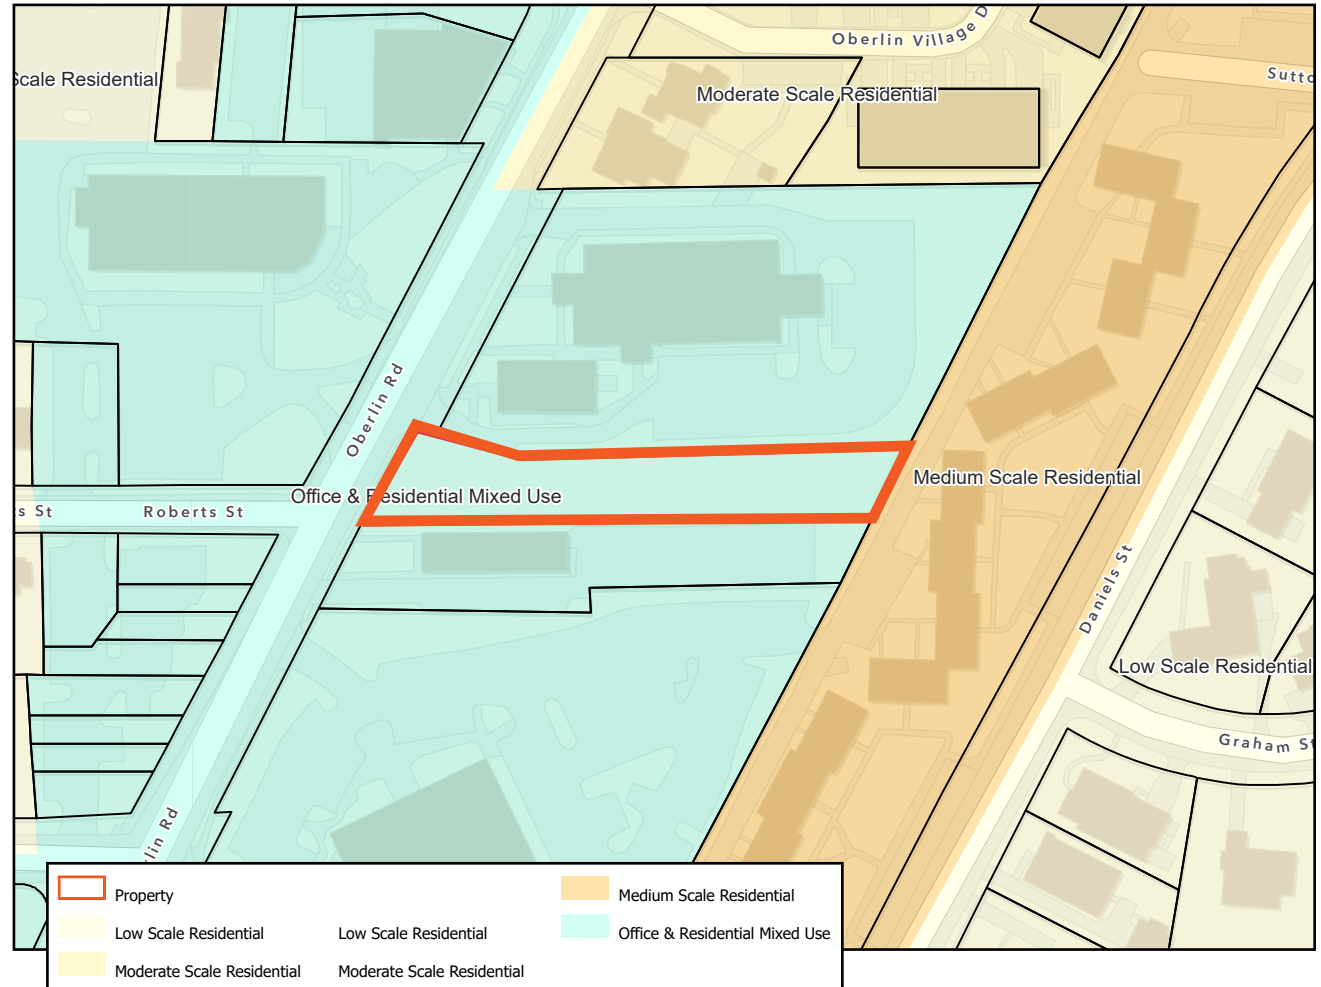 Oberlin Village D
Scale Residential
Sutto
Moderate Scale Residential
Oberlin Rd
Medium Scale Residential
Office & Residential Mixed Use
ts St
Roberts St
Daniels St
Low Scale Residential
Graham St
rlin Rd
Property
Medium Scale Residential
Low Scale Residential
Low Scale Residential
Office & Residential Mixed Use
Moderate Scale Residential
Moderate Scale Residential